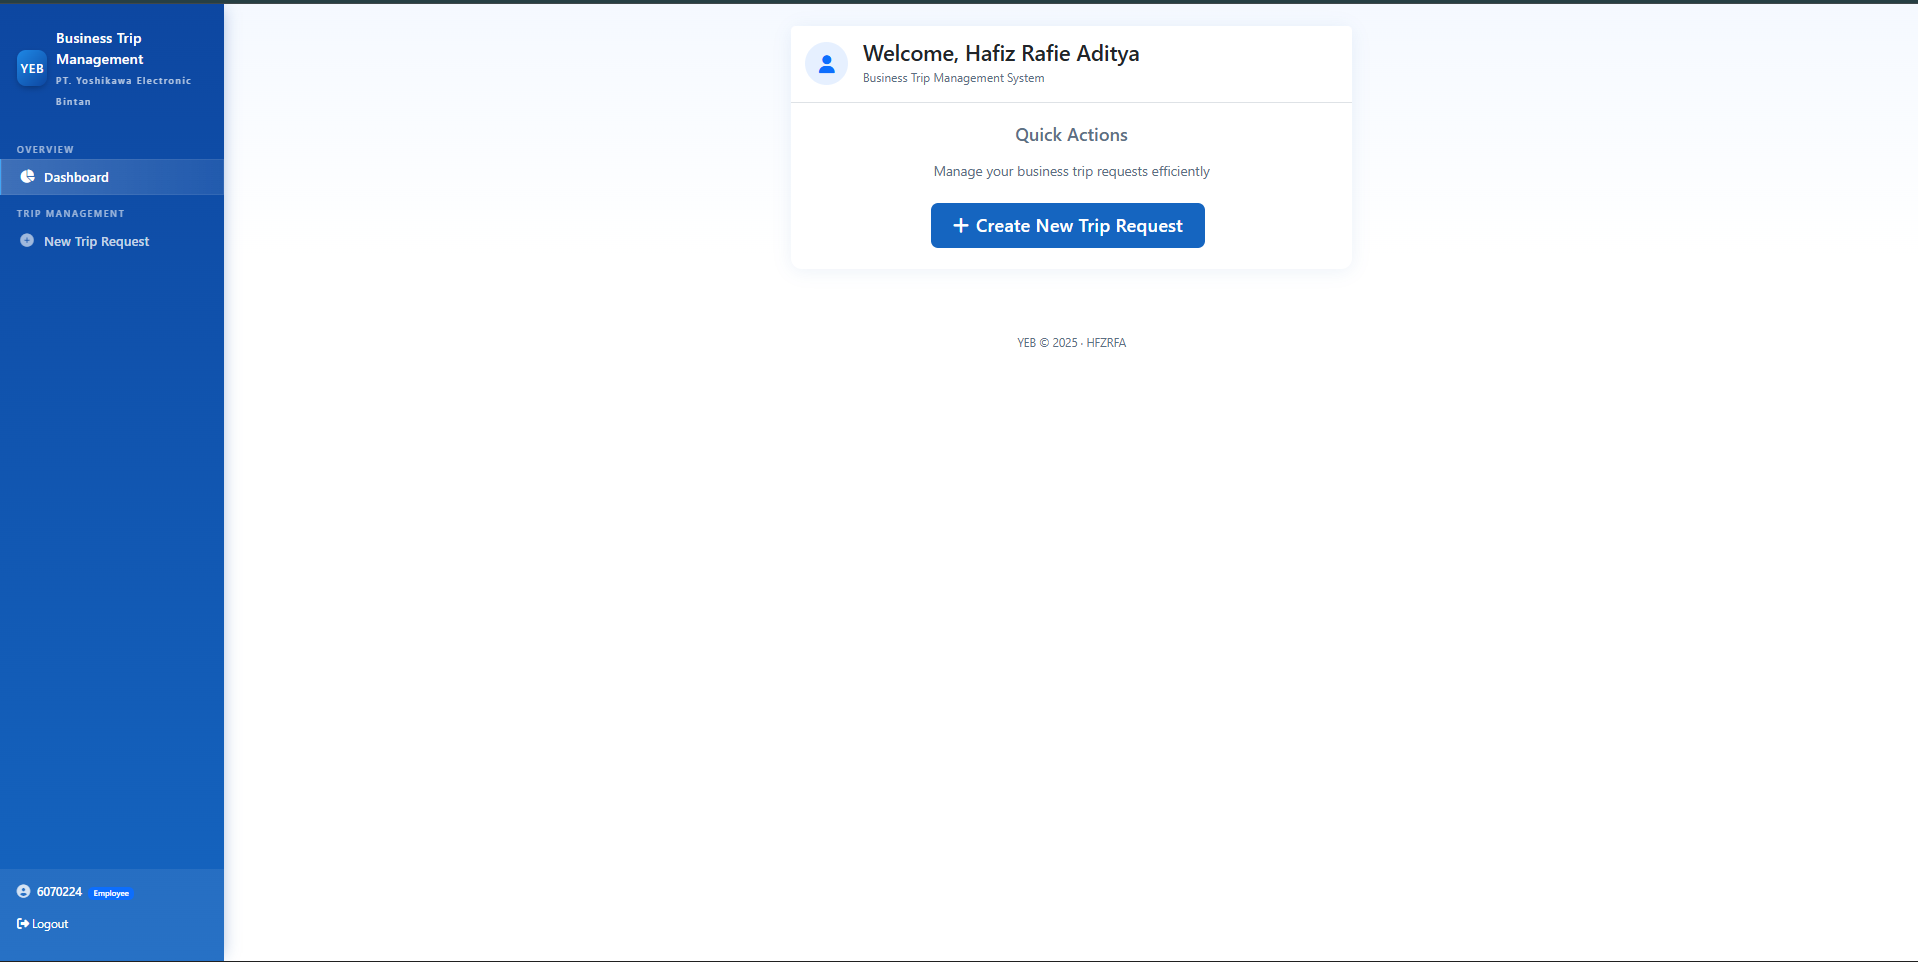 YEB
Business Trip
Management
PT. Yoshikawa Electronic
Bintan
OVERVIEW
Dashboard
TRIP MANAGEMENT
New Trip Request
6070224 Employee
Logout
Welcome, Hafiz Rafie Aditya
Business Trip Management System
Quick Actions
Manage your business trip requests efficiently
+ Create New Trip Request
YEB © 2025 · HFZRFA